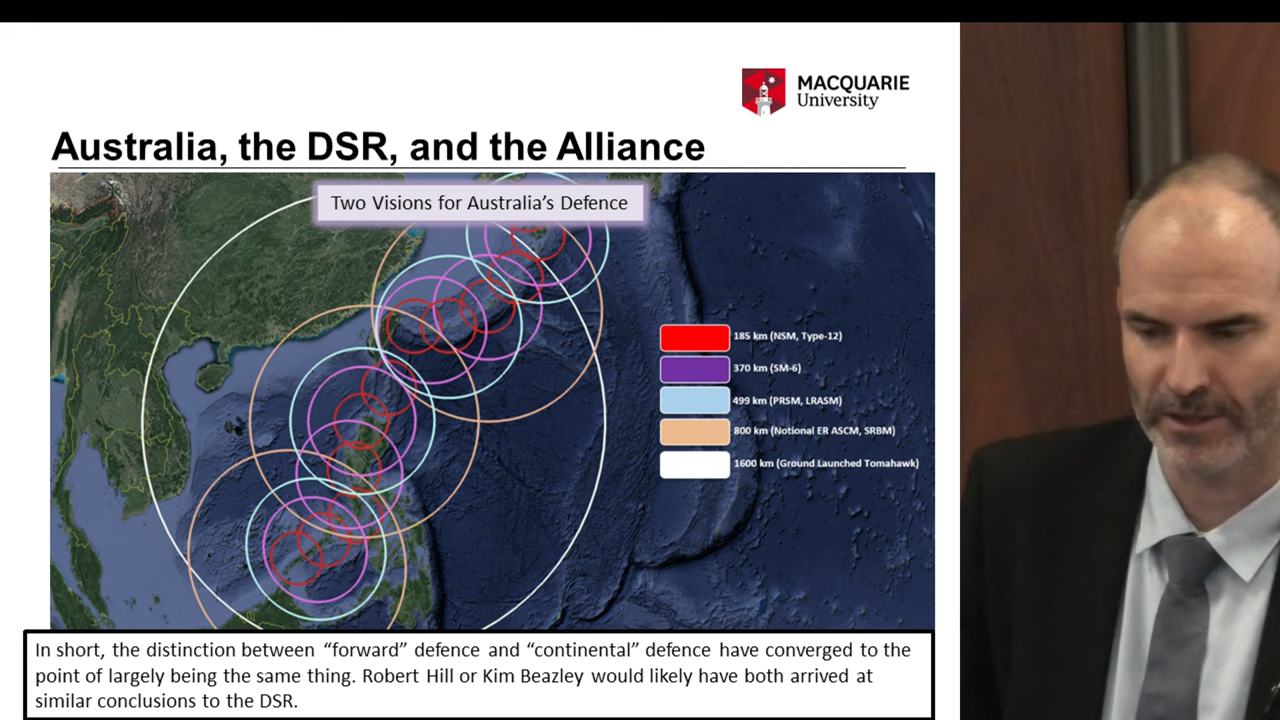 MACQUARIE
University
Australia, the DSR, and the Alliance
Two Visions for Australia's Defence
185 km (NSM, Type-12)
370 km (SM-6)
499 km (PRSM, LRASM)
800 km (Notional ER ASCM, SRBM)
1600 km (Ground Launched Tomahawk)
In short, the distinction between “forward” defence and “continental” defence have converged to the
point of largely being the same thing. Robert Hill or Kim Beazley would likely have both arrived at
similar conclusions to the DSR.